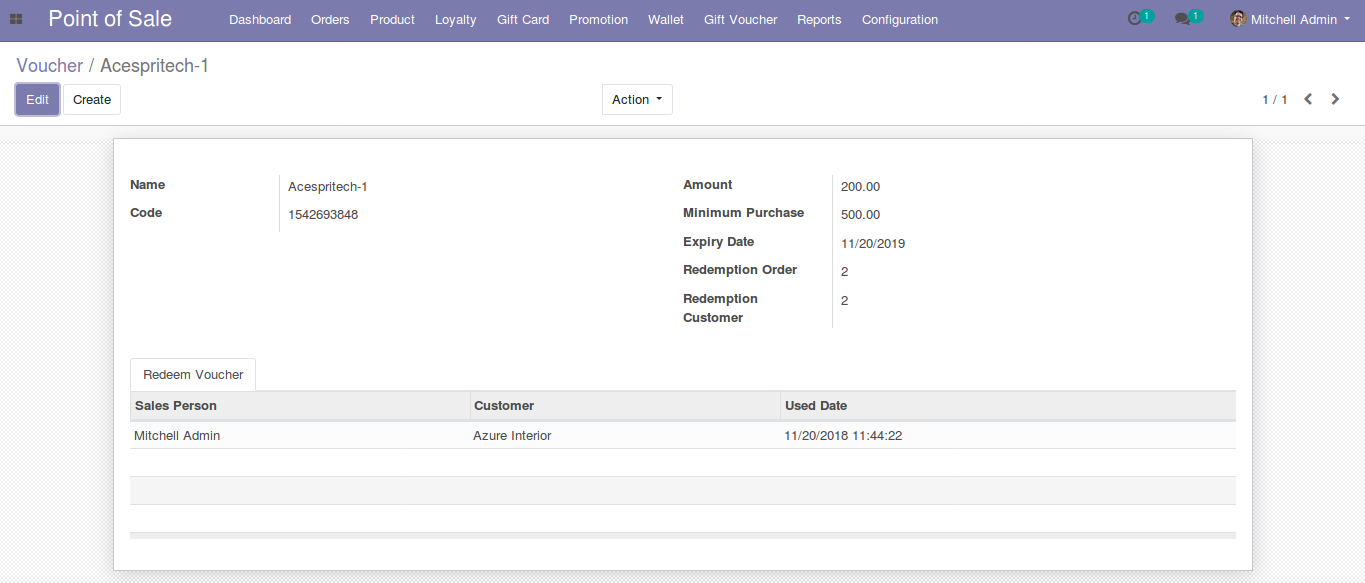 Point of Sale Dashboard Orders Product Loyalty Gift Card Promotion Wallet Gift Voucher Reports Configuration 1 1 Mitchell Admin
Voucher / Acespritech-1
Edit Create Action 1 / 1
Name Acespritech-1
Code 1542693848
Amount 200.00
Minimum Purchase 500.00
Expiry Date 11/20/2019
Redemption Order 2
Redemption 2
Customer
Redeem Voucher
Sales Person Customer Used Date
Mitchell Admin Azure Interior 11/20/2018 11:44:22